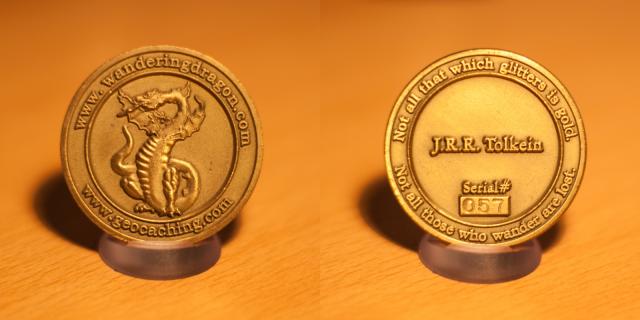 www.wanderingdragon.com
www.geocaching.com
Not all that which glitters is gold.
J.R.R. Tolkein
Serial#
057
Not all those who wander are lost.